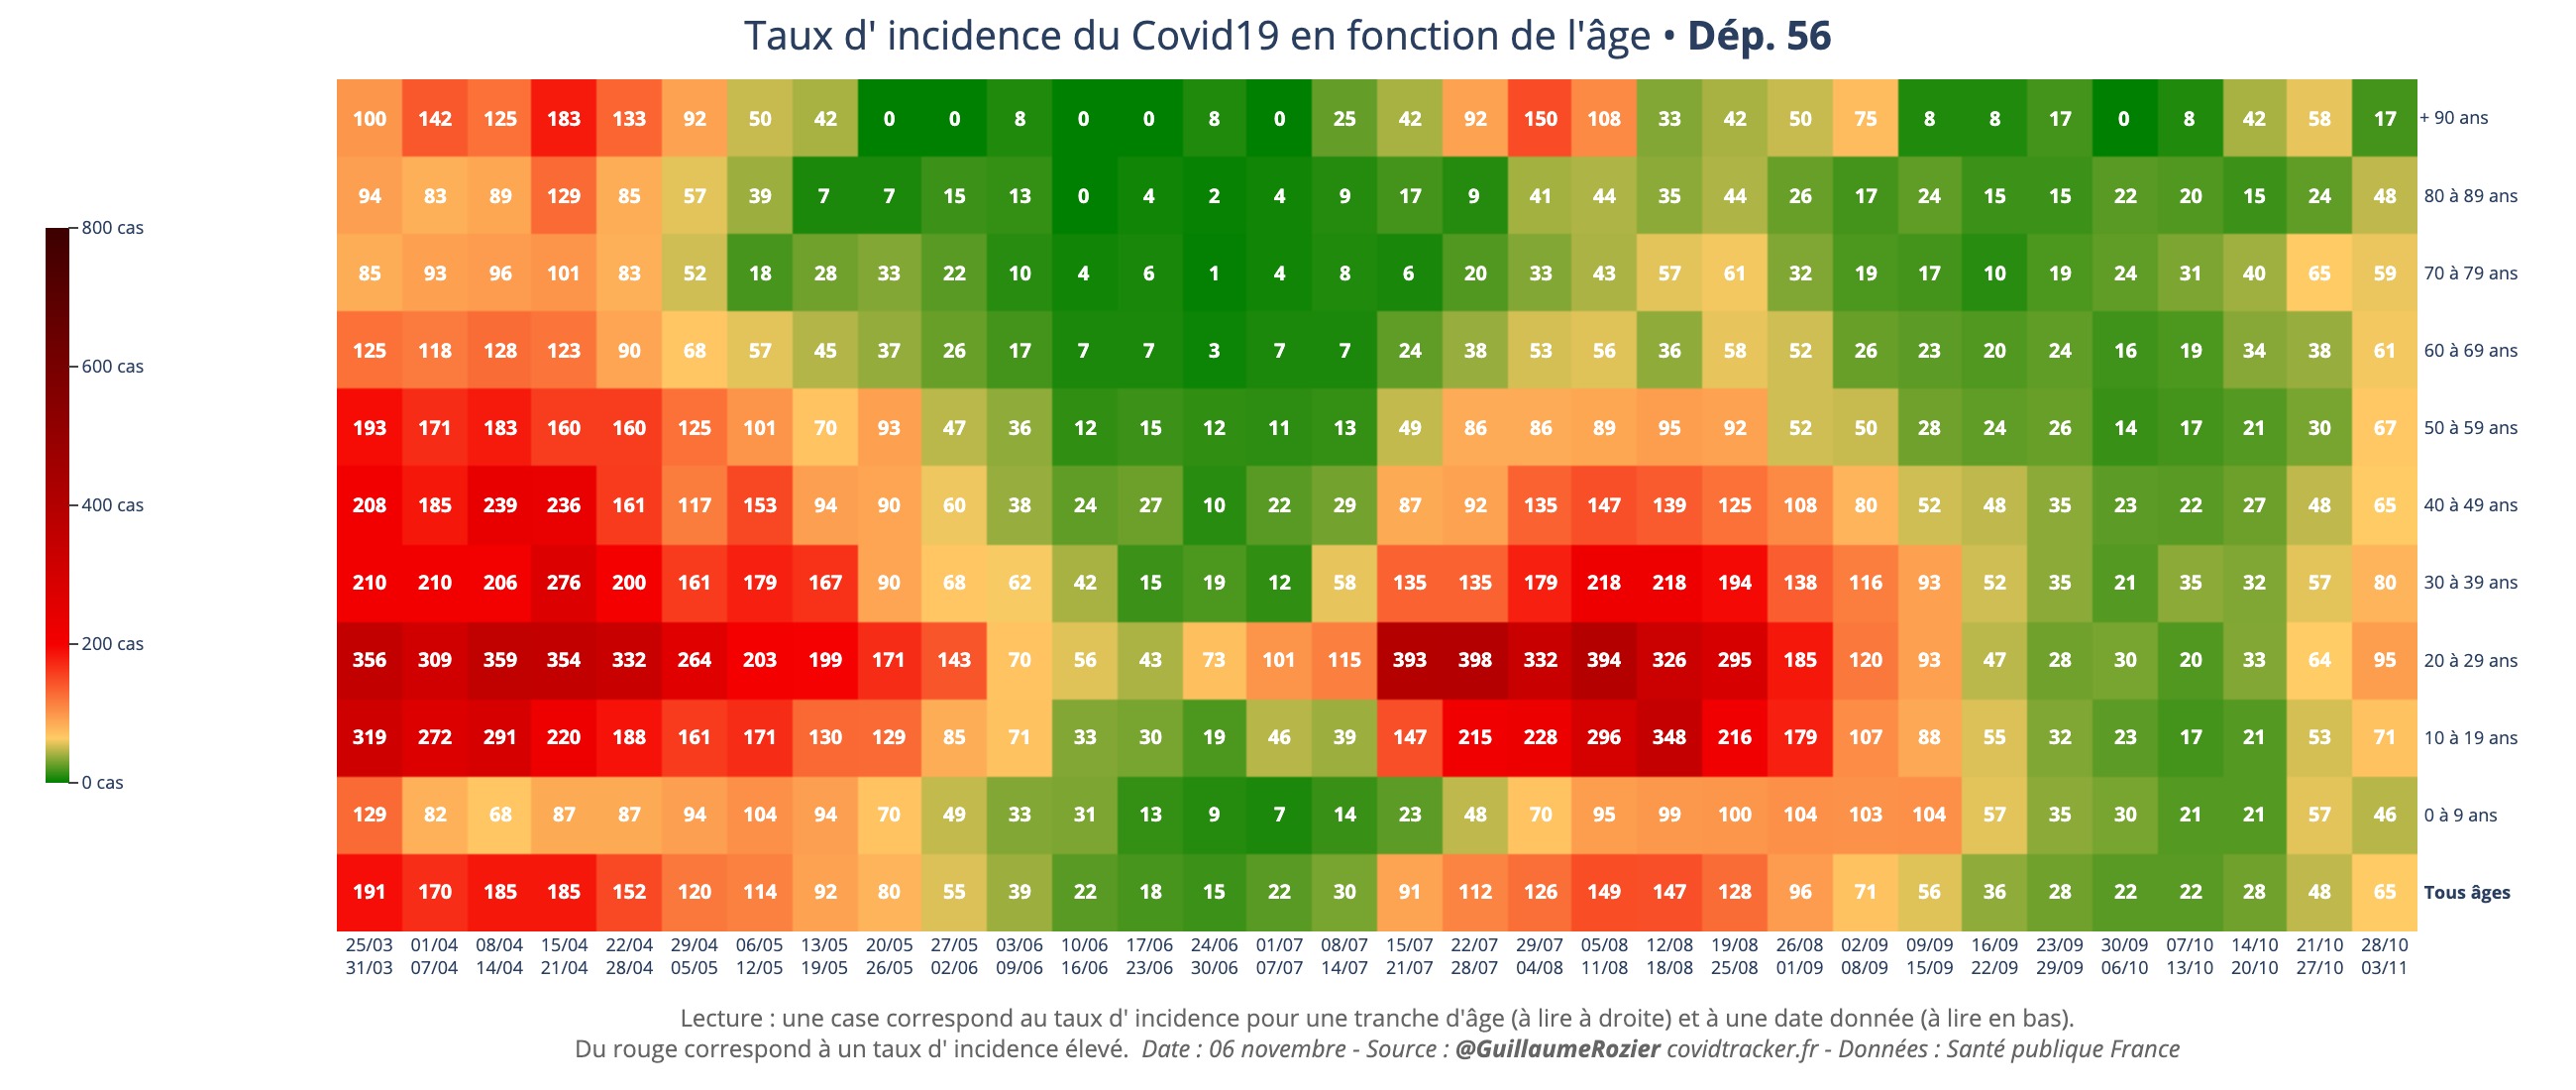 Taux d' incidence du Covid19 en fonction de l'âge • Dép. 56
100 142 125 183 133 92 50 42 0 0 8 0 0 8 0 25 42 92 150 108 33 42 50 75 8 8 17 0 8 42 58 17 + 90 ans
94 83 89 129 85 57 39 7 7 15 13 0 4 2 4 9 17 9 41 44 35 44 26 17 24 15 15 22 20 15 24 48 80 à 89 ans
85 93 96 101 83 52 18 28 33 22 10 4 6 1 4 8 6 20 33 43 57 61 32 19 17 10 19 24 31 40 65 59 70 à 79 ans
125 118 128 123 90 68 57 45 37 26 17 7 7 3 7 7 24 38 53 56 36 58 52 26 23 20 24 16 19 34 38 61 60 à 69 ans
193 171 183 160 160 125 101 70 93 47 36 12 15 12 11 13 49 86 86 89 95 92 52 50 28 24 26 14 17 21 30 67 50 à 59 ans
208 185 239 236 161 117 153 94 90 60 38 24 27 10 22 29 87 92 135 147 139 125 108 80 52 48 35 23 22 27 48 65 40 à 49 ans
210 210 206 276 200 161 179 167 90 68 62 42 15 19 12 58 135 135 179 218 218 194 138 116 93 52 35 21 35 32 57 80 30 à 39 ans
356 309 359 354 332 264 203 199 171 143 70 56 43 73 101 115 393 398 332 394 326 295 185 120 93 47 28 30 20 33 64 95 20 à 29 ans
319 272 291 220 188 161 171 130 129 85 71 33 30 19 46 39 147 215 228 296 348 216 179 107 88 55 32 23 17 21 53 71 10 à 19 ans
129 82 68 87 87 94 104 94 70 49 33 31 13 9 7 14 23 48 70 95 99 100 104 103 104 57 35 30 21 21 57 46 0 à 9 ans
191 170 185 185 152 120 114 92 80 55 39 22 18 15 22 30 91 112 126 149 147 128 96 71 56 36 28 22 22 28 48 65 Tous âges
25/03 01/04 08/04 15/04 22/04 29/04 06/05 13/05 20/05 27/05 03/06 10/06 17/06 24/06 01/07 08/07 15/07 22/07 29/07 05/08 12/08 19/08 26/08 02/09 09/09 16/09 23/09 30/09 07/10 14/10 21/10 28/10
31/03 07/04 14/04 21/04 28/04 05/05 12/05 19/05 26/05 02/06 09/06 16/06 23/06 30/06 07/07 14/07 21/07 28/07 04/08 11/08 18/08 25/08 01/09 08/09 15/09 22/09 29/09 06/10 13/10 20/10 27/10 03/11
800 cas
600 cas
400 cas
200 cas
0 cas
Lecture : une case correspond au taux d' incidence pour une tranche d'âge (à lire à droite) et à une date donnée (à lire en bas).
Du rouge correspond à un taux d' incidence élevé. Date : 06 novembre - Source : @GuillaumeRozier covidtracker.fr - Données : Santé publique France